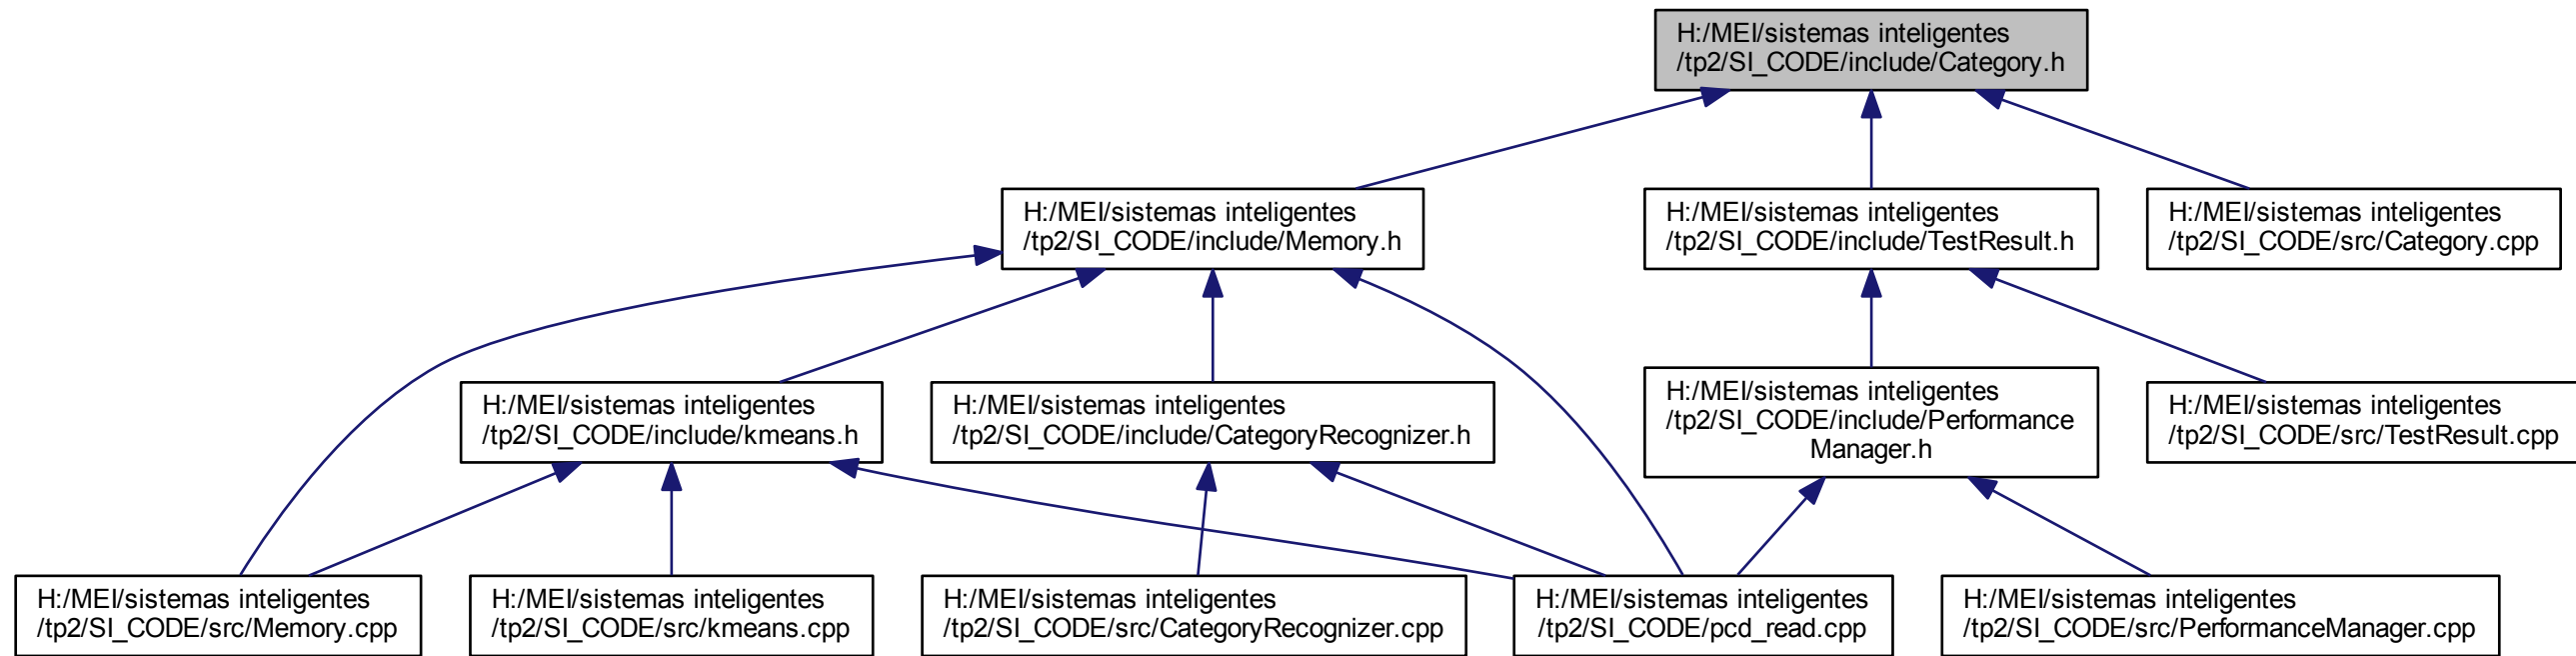 H:/MEI/sistemas inteligentes
/tp2/SI_CODE/include/Category.h
H:/MEI/sistemas inteligentes
/tp2/SI_CODE/include/Memory.h
H:/MEI/sistemas inteligentes
/tp2/SI_CODE/include/TestResult.h
H:/MEI/sistemas inteligentes
/tp2/SI_CODE/src/Category.cpp
H:/MEI/sistemas inteligentes
/tp2/SI_CODE/include/kmeans.h
H:/MEI/sistemas inteligentes
/tp2/SI_CODE/include/CategoryRecognizer.h
H:/MEI/sistemas inteligentes
/tp2/SI_CODE/include/Performance
Manager.h
H:/MEI/sistemas inteligentes
/tp2/SI_CODE/src/TestResult.cpp
H:/MEI/sistemas inteligentes
/tp2/SI_CODE/src/Memory.cpp
H:/MEI/sistemas inteligentes
/tp2/SI_CODE/src/kmeans.cpp
H:/MEI/sistemas inteligentes
/tp2/SI_CODE/src/CategoryRecognizer.cpp
H:/MEI/sistemas inteligentes
/tp2/SI_CODE/pcd_read.cpp
H:/MEI/sistemas inteligentes
/tp2/SI_CODE/src/PerformanceManager.cpp